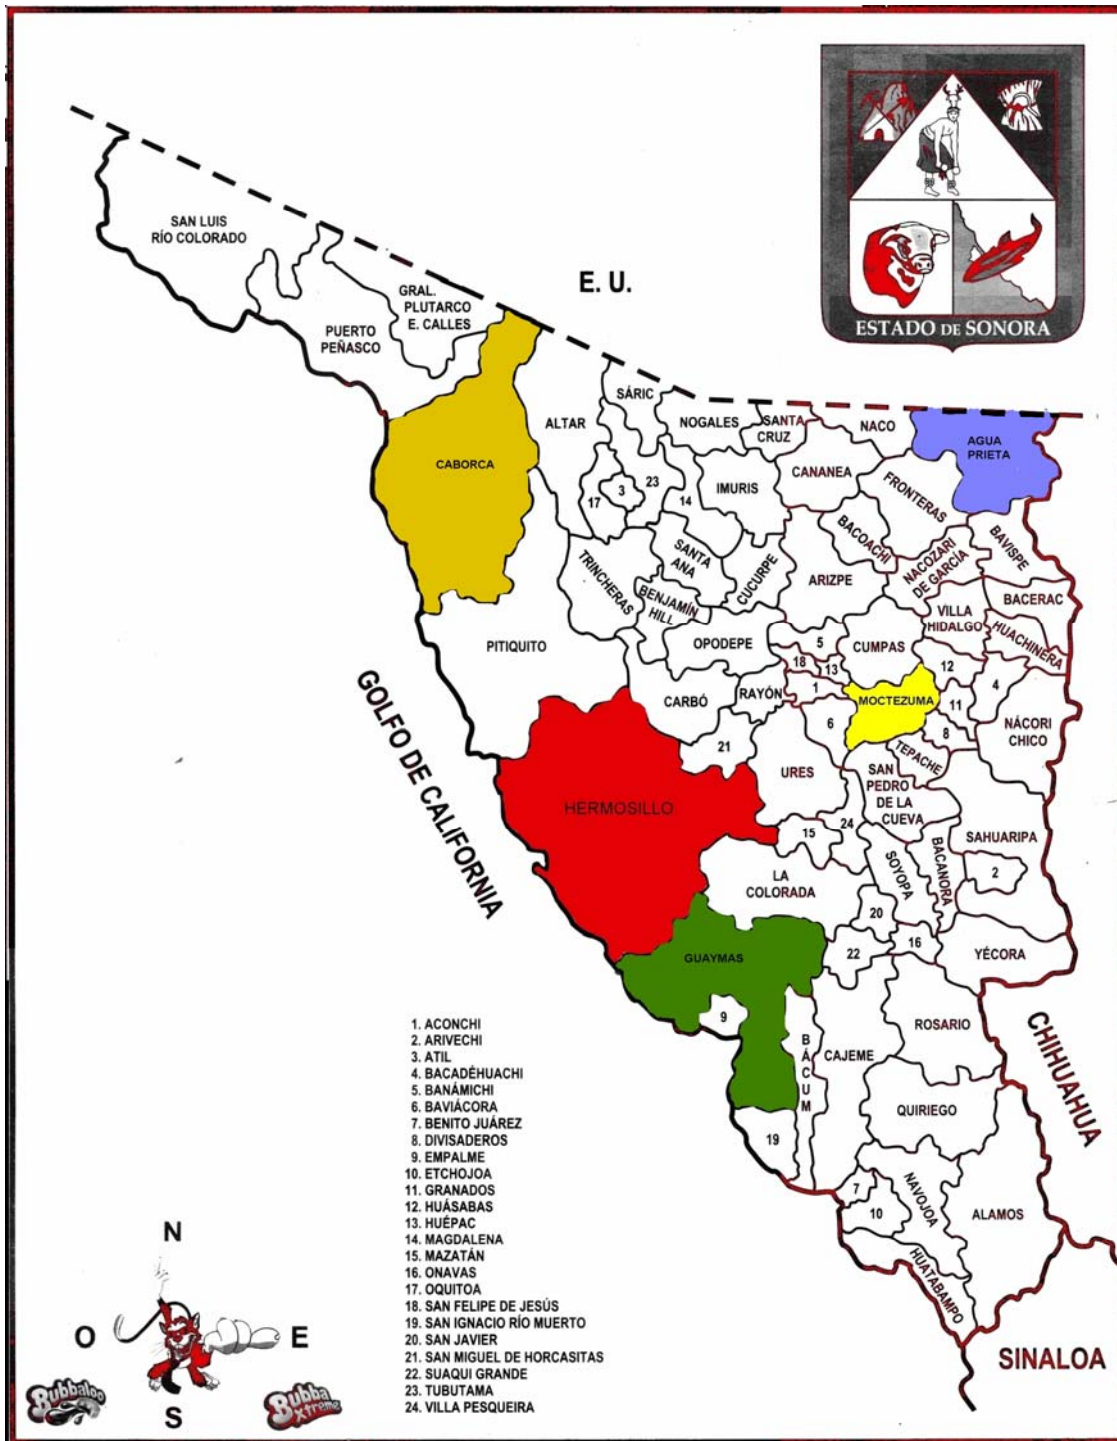 ESTADO DE SONORA
E. U.
SAN LUIS
RÍO COLORADO
GRAL.
PLUTARCO
E. CALLES
PUERTO
PEÑASCO
CABORCA
ALTAR
SÁRIC
NOGALES
SANTA
CRUZ
NACO
AGUA
PRIETA
CANANEA
IMURIS
FRONTERAS
17
3
23
14
BACOACHI
BAVISPE
NACOZARI
DE GARCÍA
SANTA
ANA
CUCURPE
ARIZPE
TRINCHERAS
BENJAMÍN
HILL
BACERAC
VILLA
HIDALGO
HUACHINERA
PITIQUITO
OPODEPE
5
18
13
CUMPAS
12
4
CARBÓ
RAYÓN
1
MOCTEZUMA
11
6
8
NÁCORI
CHICO
21
TEPACHE
URES
SAN
PEDRO
DE LA
CUEVA
GOLFO DE CALIFORNIA
HERMOSILLO
15
24
SAHUARIPA
SOYOPA
BACANORA
2
LA
COLORADA
20
16
22
YÉCORA
GUAYMAS
9
BÁCUM
CAJEME
ROSARIO
CHIHUAHUA
QUIRIEGO
19
7
10
NAVOJOA
ALAMOS
HUATABAMPO
SINALOA
1. ACONCHI
2. ARIVECHI
3. ATIL
4. BACADÉHUACHI
5. BANÁMICHI
6. BAVIÁCORA
7. BENITO JUÁREZ
8. DIVISADEROS
9. EMPALME
10. ETCHOJOA
11. GRANADOS
12. HUÁSABAS
13. HUÉPAC
14. MAGDALENA
15. MAZATÁN
16. ONAVAS
17. OQUITOA
18. SAN FELIPE DE JESÚS
19. SAN IGNACIO RÍO MUERTO
20. SAN JAVIER
21. SAN MIGUEL DE HORCASITAS
22. SUAQUI GRANDE
23. TUBUTAMA
24. VILLA PESQUEIRA
N
O
E
S
Bubbaloo
Bubba
Xtreme